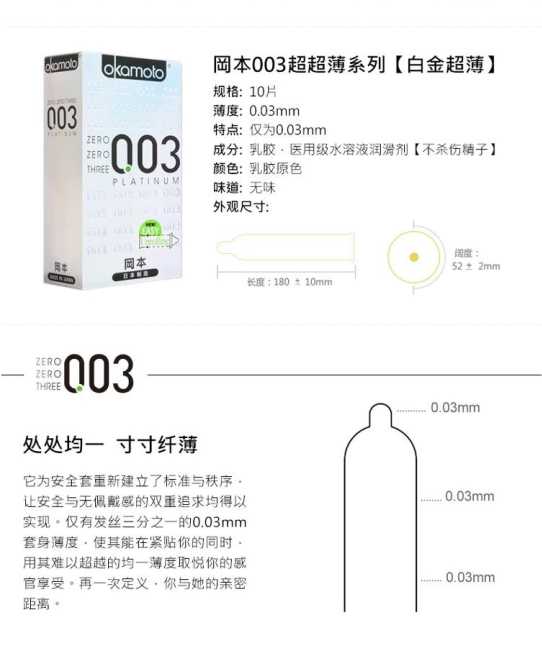 okamoto
okamoto
岡本003超超薄系列【白金超薄】
规格: 10片
薄度: 0.03mm
特点: 仅为0.03mm
成分: 乳胶．医用级水溶液润滑剂【不杀伤精子】
颜色: 乳胶原色
味道: 无味
外观尺寸:
ZERO ZERO THREE
003
PLATINUM
ZERO
ZERO
THREE
003
PLATINUM
NEW
EASY
Unrolling
岡本
日本制造
岡本
长度：180 ± 10mm
阔度：
52 ± 2mm
ZERO
ZERO
THREE
003
处处均一 寸寸纤薄
它为安全套重新建立了标准与秩序，
让安全与无佩戴感的双重追求均得以
实现。仅有发丝三分之一的0.03mm
套身薄度，使其能在紧贴你的同时，
用其难以超越的均一薄度取悦你的感
官享受。再一次定义，你与她的亲密
距离。
0.03mm
0.03mm
0.03mm